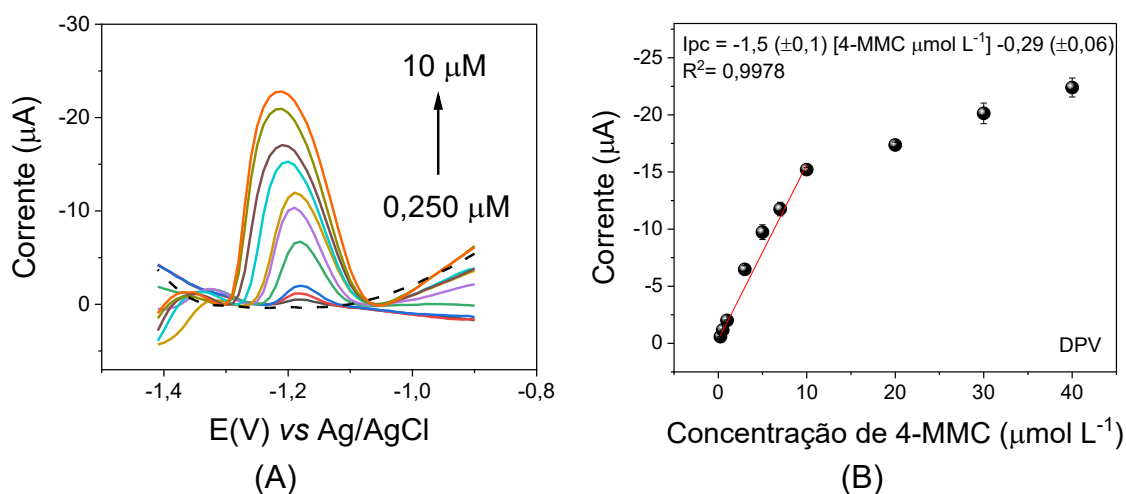 -30
-20
-10
0
Corrente (μA)
10 μM
0,250 μM
-1,4
-1,2
-1,0
-0,8
E(V) vs Ag/AgCl
(A)
Ipc = -1,5 (±0,1) [4-MMC μmol L-1] -0,29 (±0,06)
R2= 0,9978
-25
-20
-15
-10
-5
0
Corrente (μA)
DPV
0
10
20
30
40
Concentração de 4-MMC (μmol L-1)
(B)